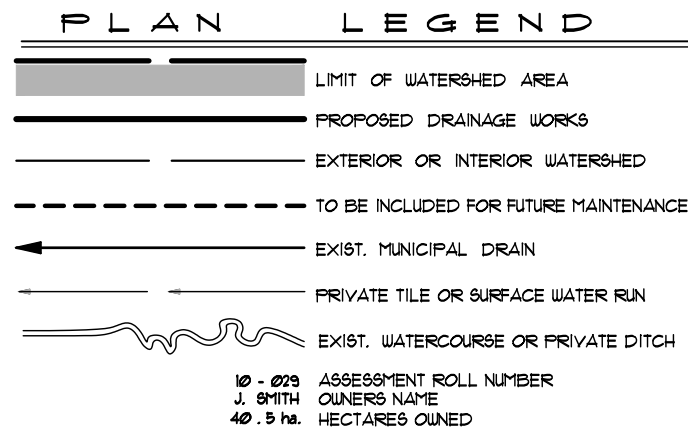 PLAN LEGEND
LIMIT OF WATERSHED AREA
PROPOSED DRAINAGE WORKS
EXTERIOR OR INTERIOR WATERSHED
TO BE INCLUDED FOR FUTURE MAINTENANCE
EXIST. MUNICIPAL DRAIN
PRIVATE TILE OR SURFACE WATER RUN
EXIST. WATERCOURSE OR PRIVATE DITCH
10 - 029 ASSESSMENT ROLL NUMBER
J. SMITH OWNERS NAME
40 . 5 ha. HECTARES OWNED